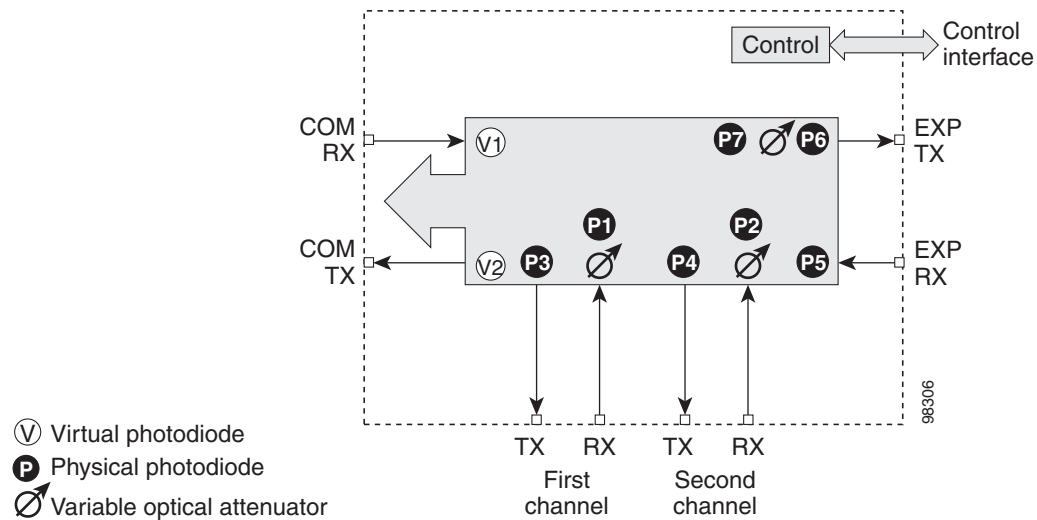 Control
Control
interface
COM
RX
V1
P7
P6
EXP
TX
P1
P2
COM
TX
V2
P3
P4
P5
EXP
RX
98306
TX
RX
TX
RX
First
channel
Second
channel
V Virtual photodiode
P Physical photodiode
Variable optical attenuator